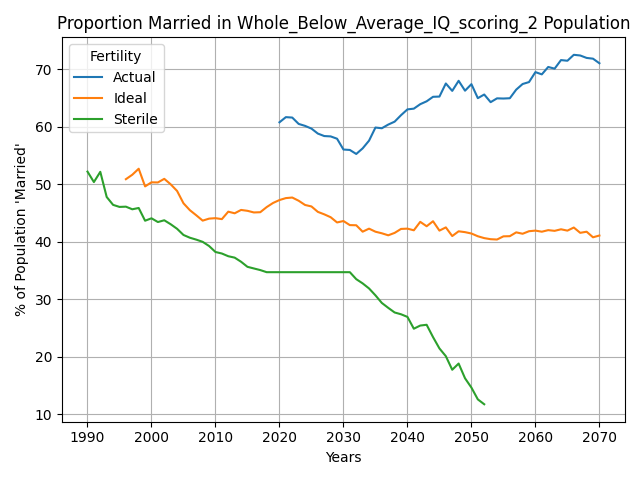 Proportion Married in Whole_Below_Average_IQ_scoring_2 Population
% of Population 'Married'
Fertility
Actual
Ideal
Sterile
70
60
50
40
30
20
10
1990 2000 2010 2020 2030 2040 2050 2060 2070
Years